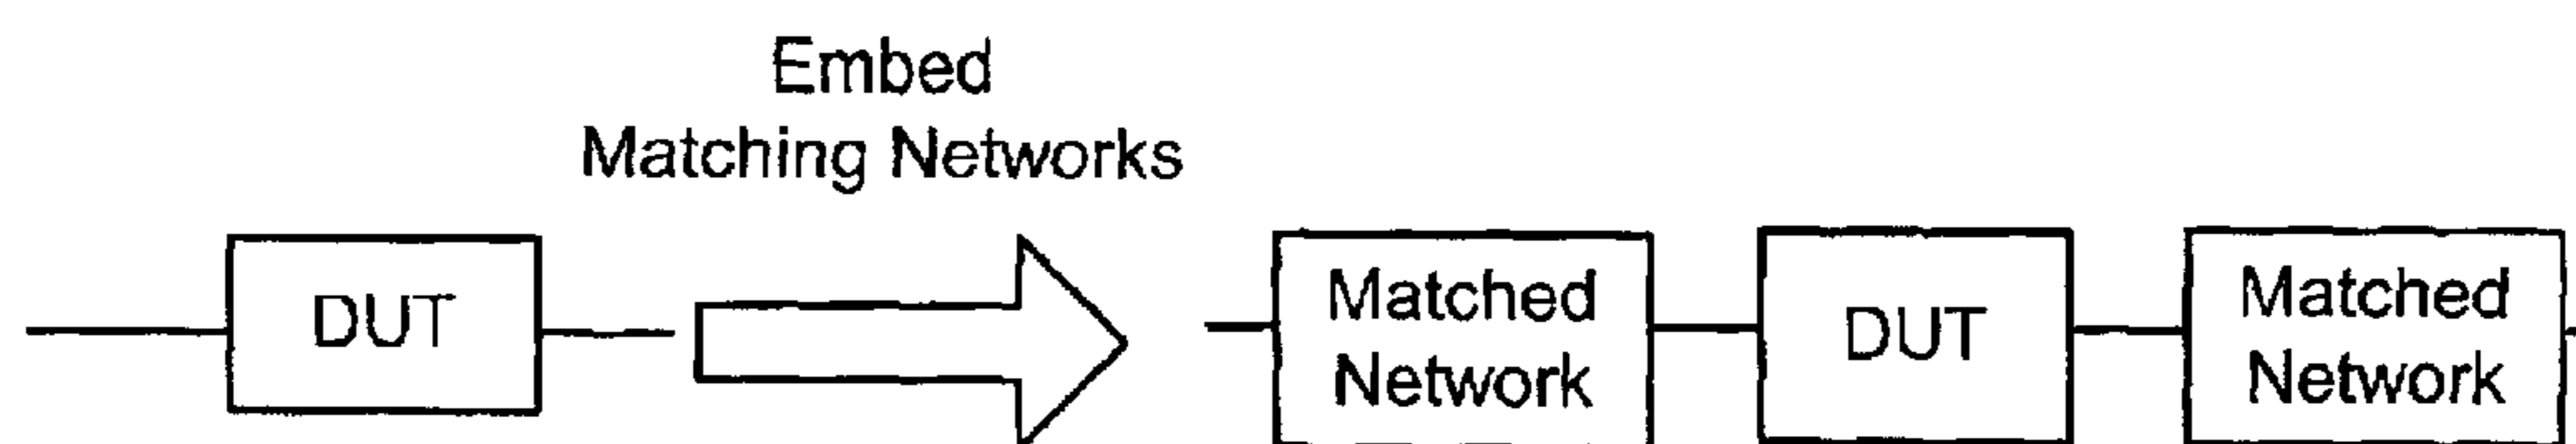 Embed
Matching Networks
DUT
Matched
Network
DUT
Matched
Network